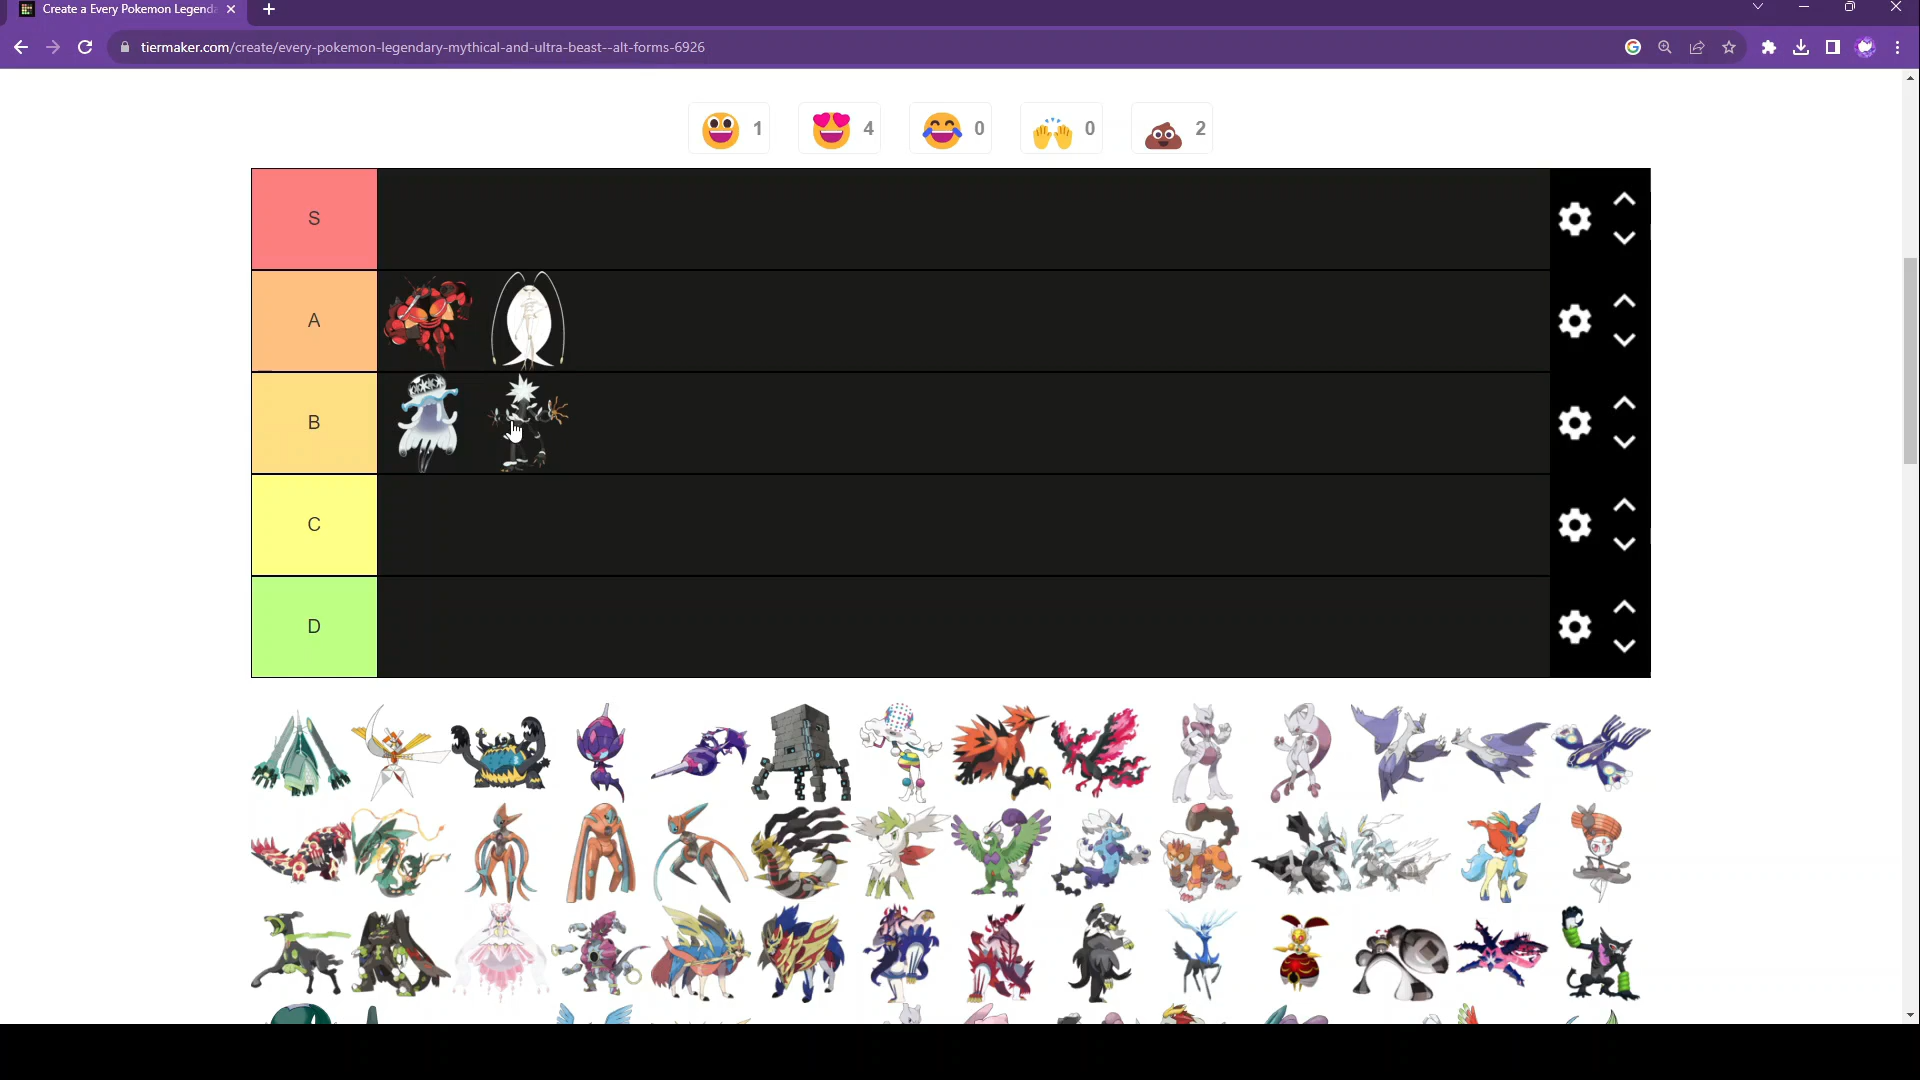 Create a Every Pokemon Legend
tiermaker.com/create/every-pokemon-legendary-mythical-and-ultra-beast--alt-forms-6926
1 4 0 0 2
S
A
B
C
D